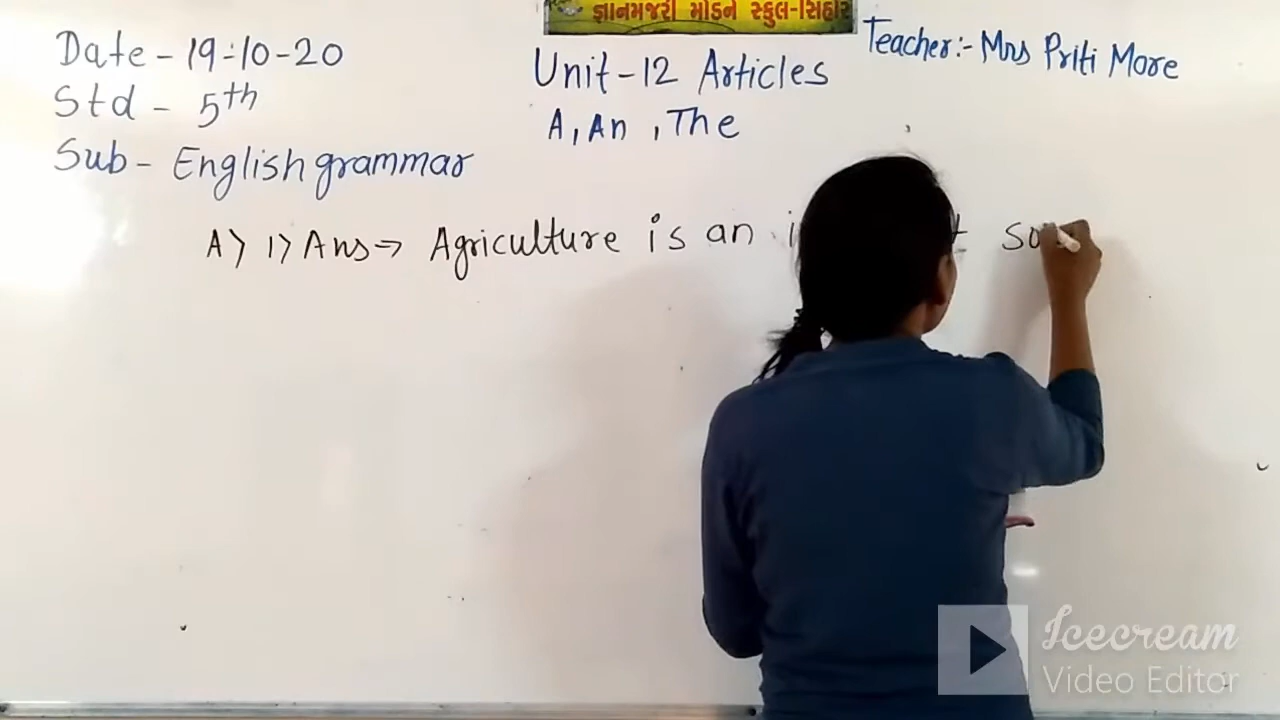 જ્ઞાનમંજરી મોડર્ન સ્કુલ-સિહોર
Date - 19-10-20
Std - 5th
Sub - English grammar
Unit-12 Articles
A, An, The
Teacher:- Mrs Priti More
A> 1> Ans→ Agriculture is an
Icecream
Video Editor